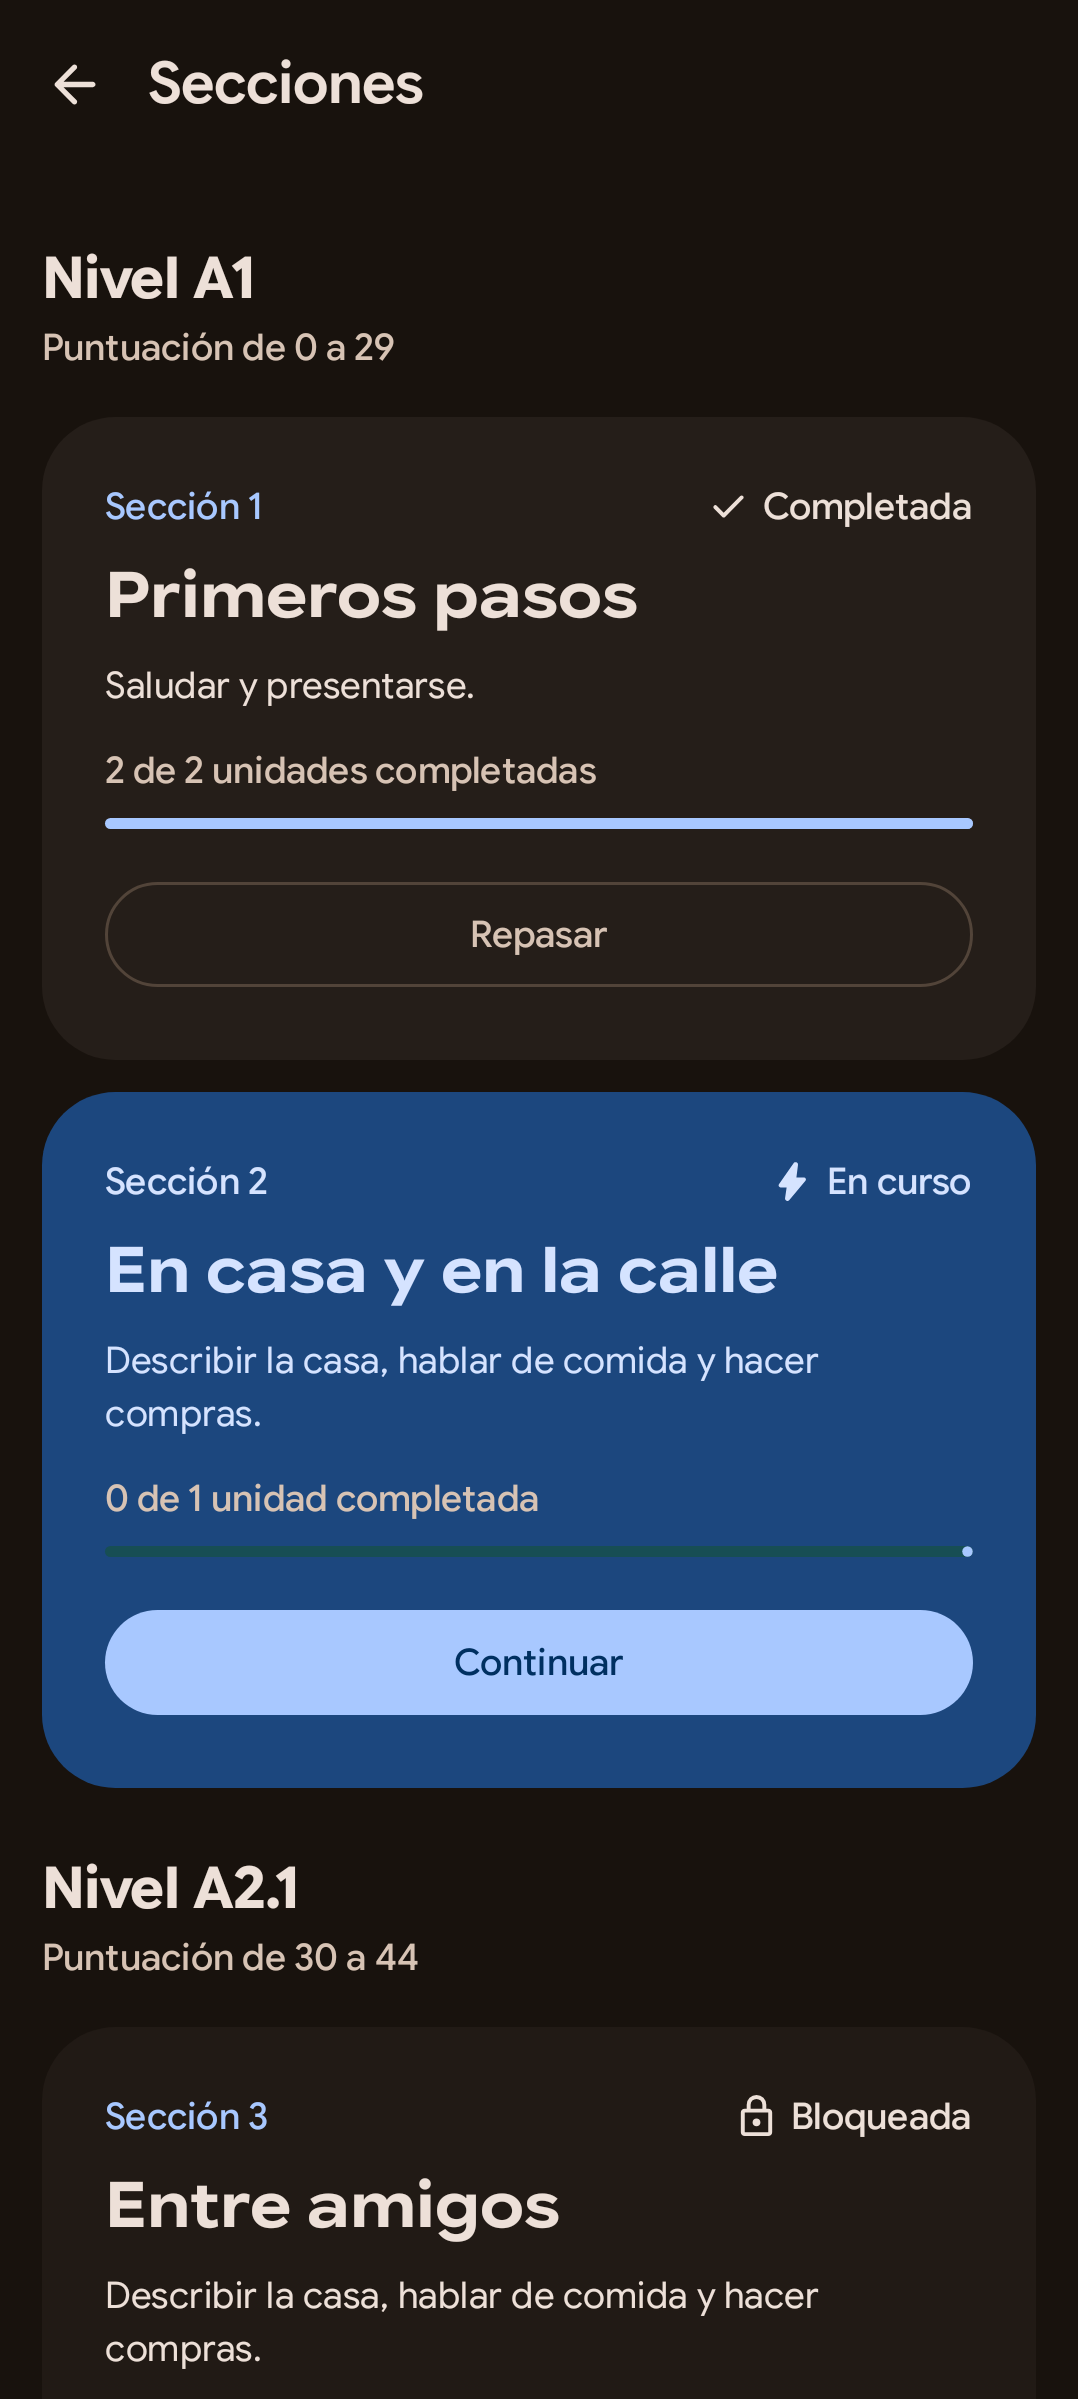 Secciones
Nivel A1
Puntuación de 0 a 29
Sección 1
Completada
Primeros pasos
Saludar y presentarse.
2 de 2 unidades completadas
Repasar
Sección 2
En curso
En casa y en la calle
Describir la casa, hablar de comida y hacer
compras.
0 de 1 unidad completada
Continuar
Nivel A2.1
Puntuación de 30 a 44
Sección 3
Bloqueada
Entre amigos
Describir la casa, hablar de comida y hacer
compras.